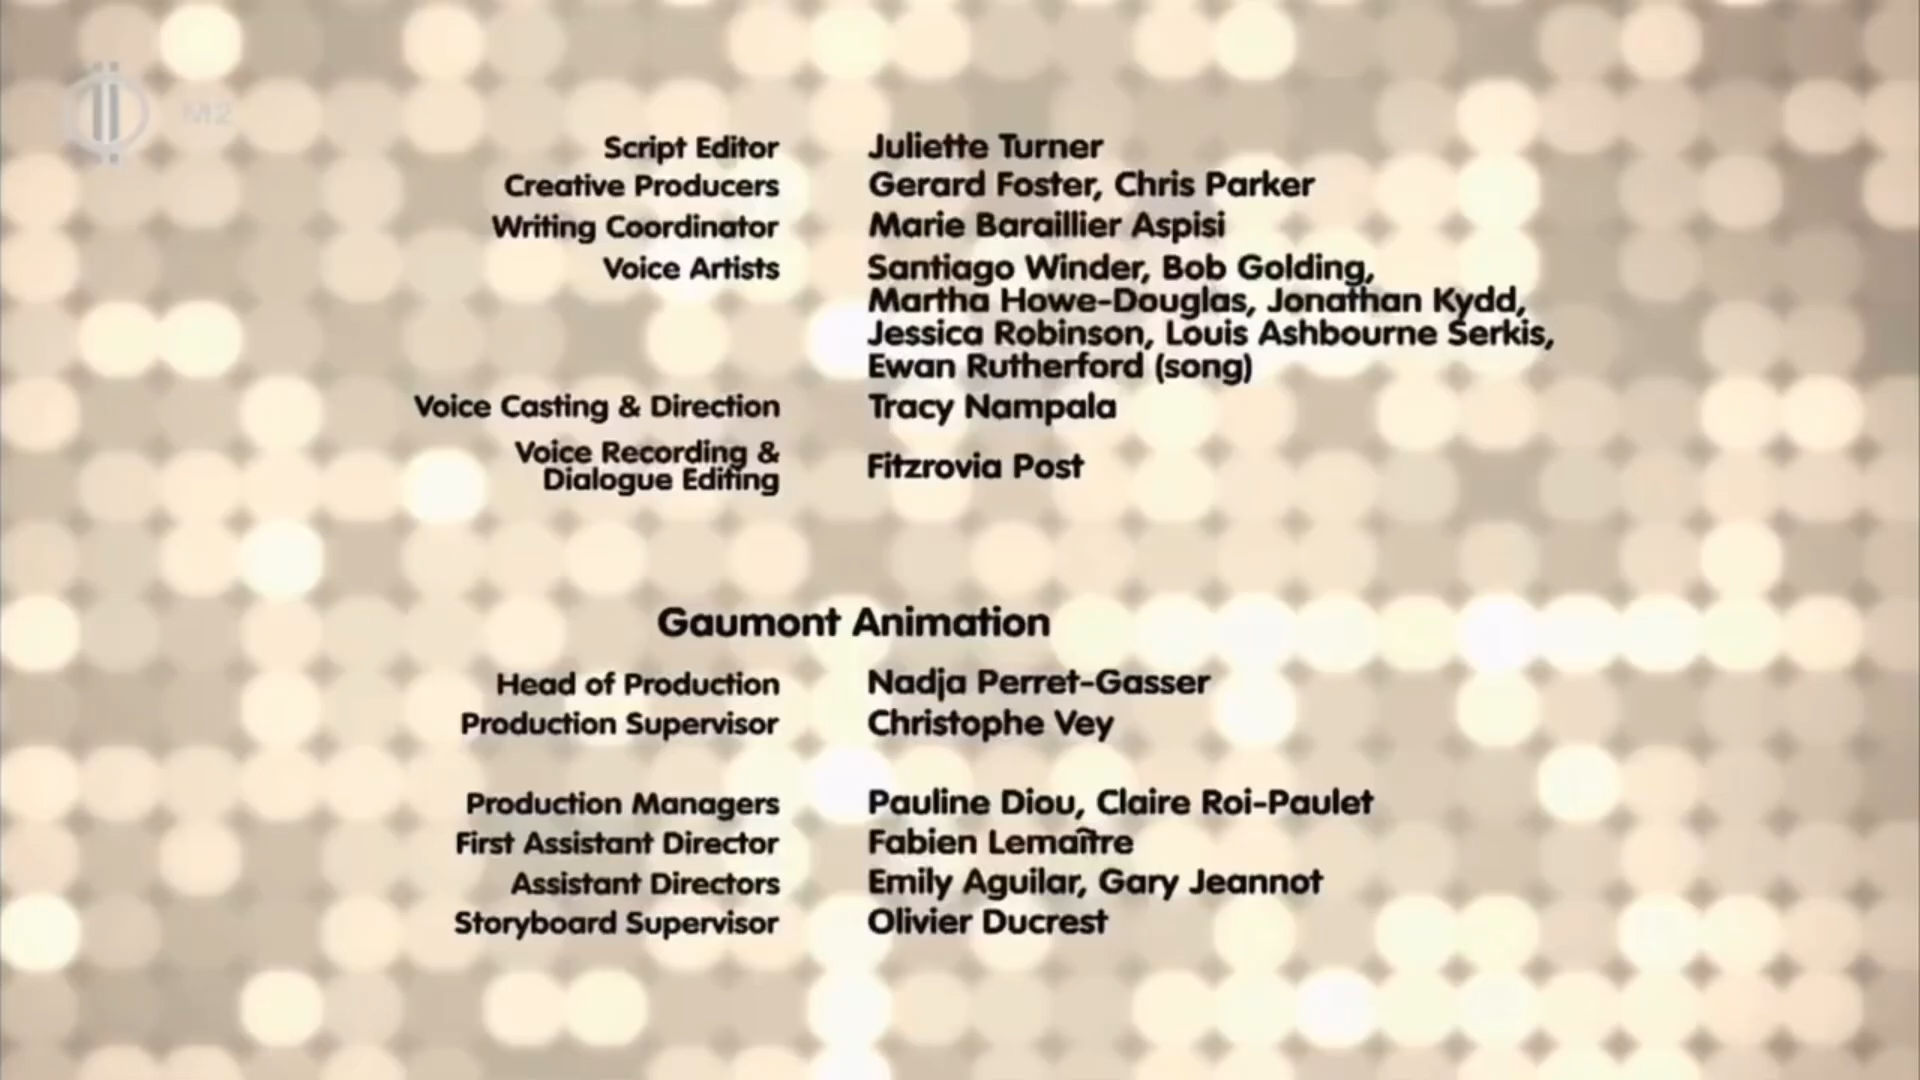 M2
Script Editor Juliette Turner
Creative Producers Gerard Foster, Chris Parker
Writing Coordinator Marie Baraillier Aspisi
Voice Artists Santiago Winder, Bob Golding,
Martha Howe-Douglas, Jonathan Kydd,
Jessica Robinson, Louis Ashbourne Serkis,
Ewan Rutherford (song)
Voice Casting & Direction Tracy Nampala
Voice Recording &
Dialogue Editing Fitzrovia Post
Gaumont Animation
Head of Production Nadja Perret-Gasser
Production Supervisor Christophe Vey
Production Managers Pauline Diou, Claire Roi-Paulet
First Assistant Director Fabien Lemaître
Assistant Directors Emily Aguilar, Gary Jeannot
Storyboard Supervisor Olivier Ducrest